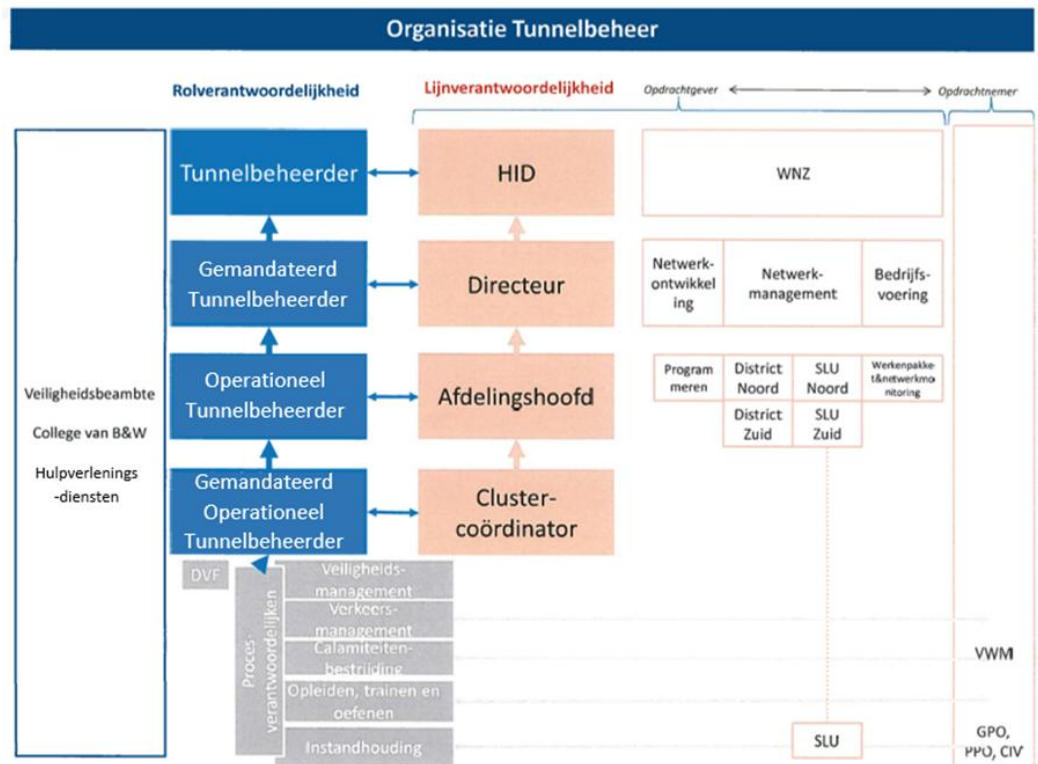 Organisatie Tunnelbeheer
Rolverantwoordelijkheid
Lijnverantwoordelijkheid
Opdrachtgever
Opdrachtnemer
Veiligheidsbeambte
College van B&W
Hulpverlenings
-diensten
Tunnelbeheerder
HID
WNZ
Gemandateerd
Tunnelbeheerder
Directeur
Netwerk-
ontwikkel
ing
Netwerk-
management
Bedrijfs-
voering
Operationeel
Tunnelbeheerder
Afdelingshoofd
Program
meren
District
Noord
SLU
Noord
Werkenpakke
t&netwerkmo
nitoring
District
Zuid
SLU
Zuid
Gemandateerd
Operationeel
Tunnelbeheerder
Cluster-
coördinator
DVF
Proces-
verantwoordelijken
Veiligheids-
management
Verkeers-
management
Calamiteiten-
bestrijding
Opleiden, trainen en
oefenen
Instandhouding
VWM
SLU
GPO,
PPO, CIV